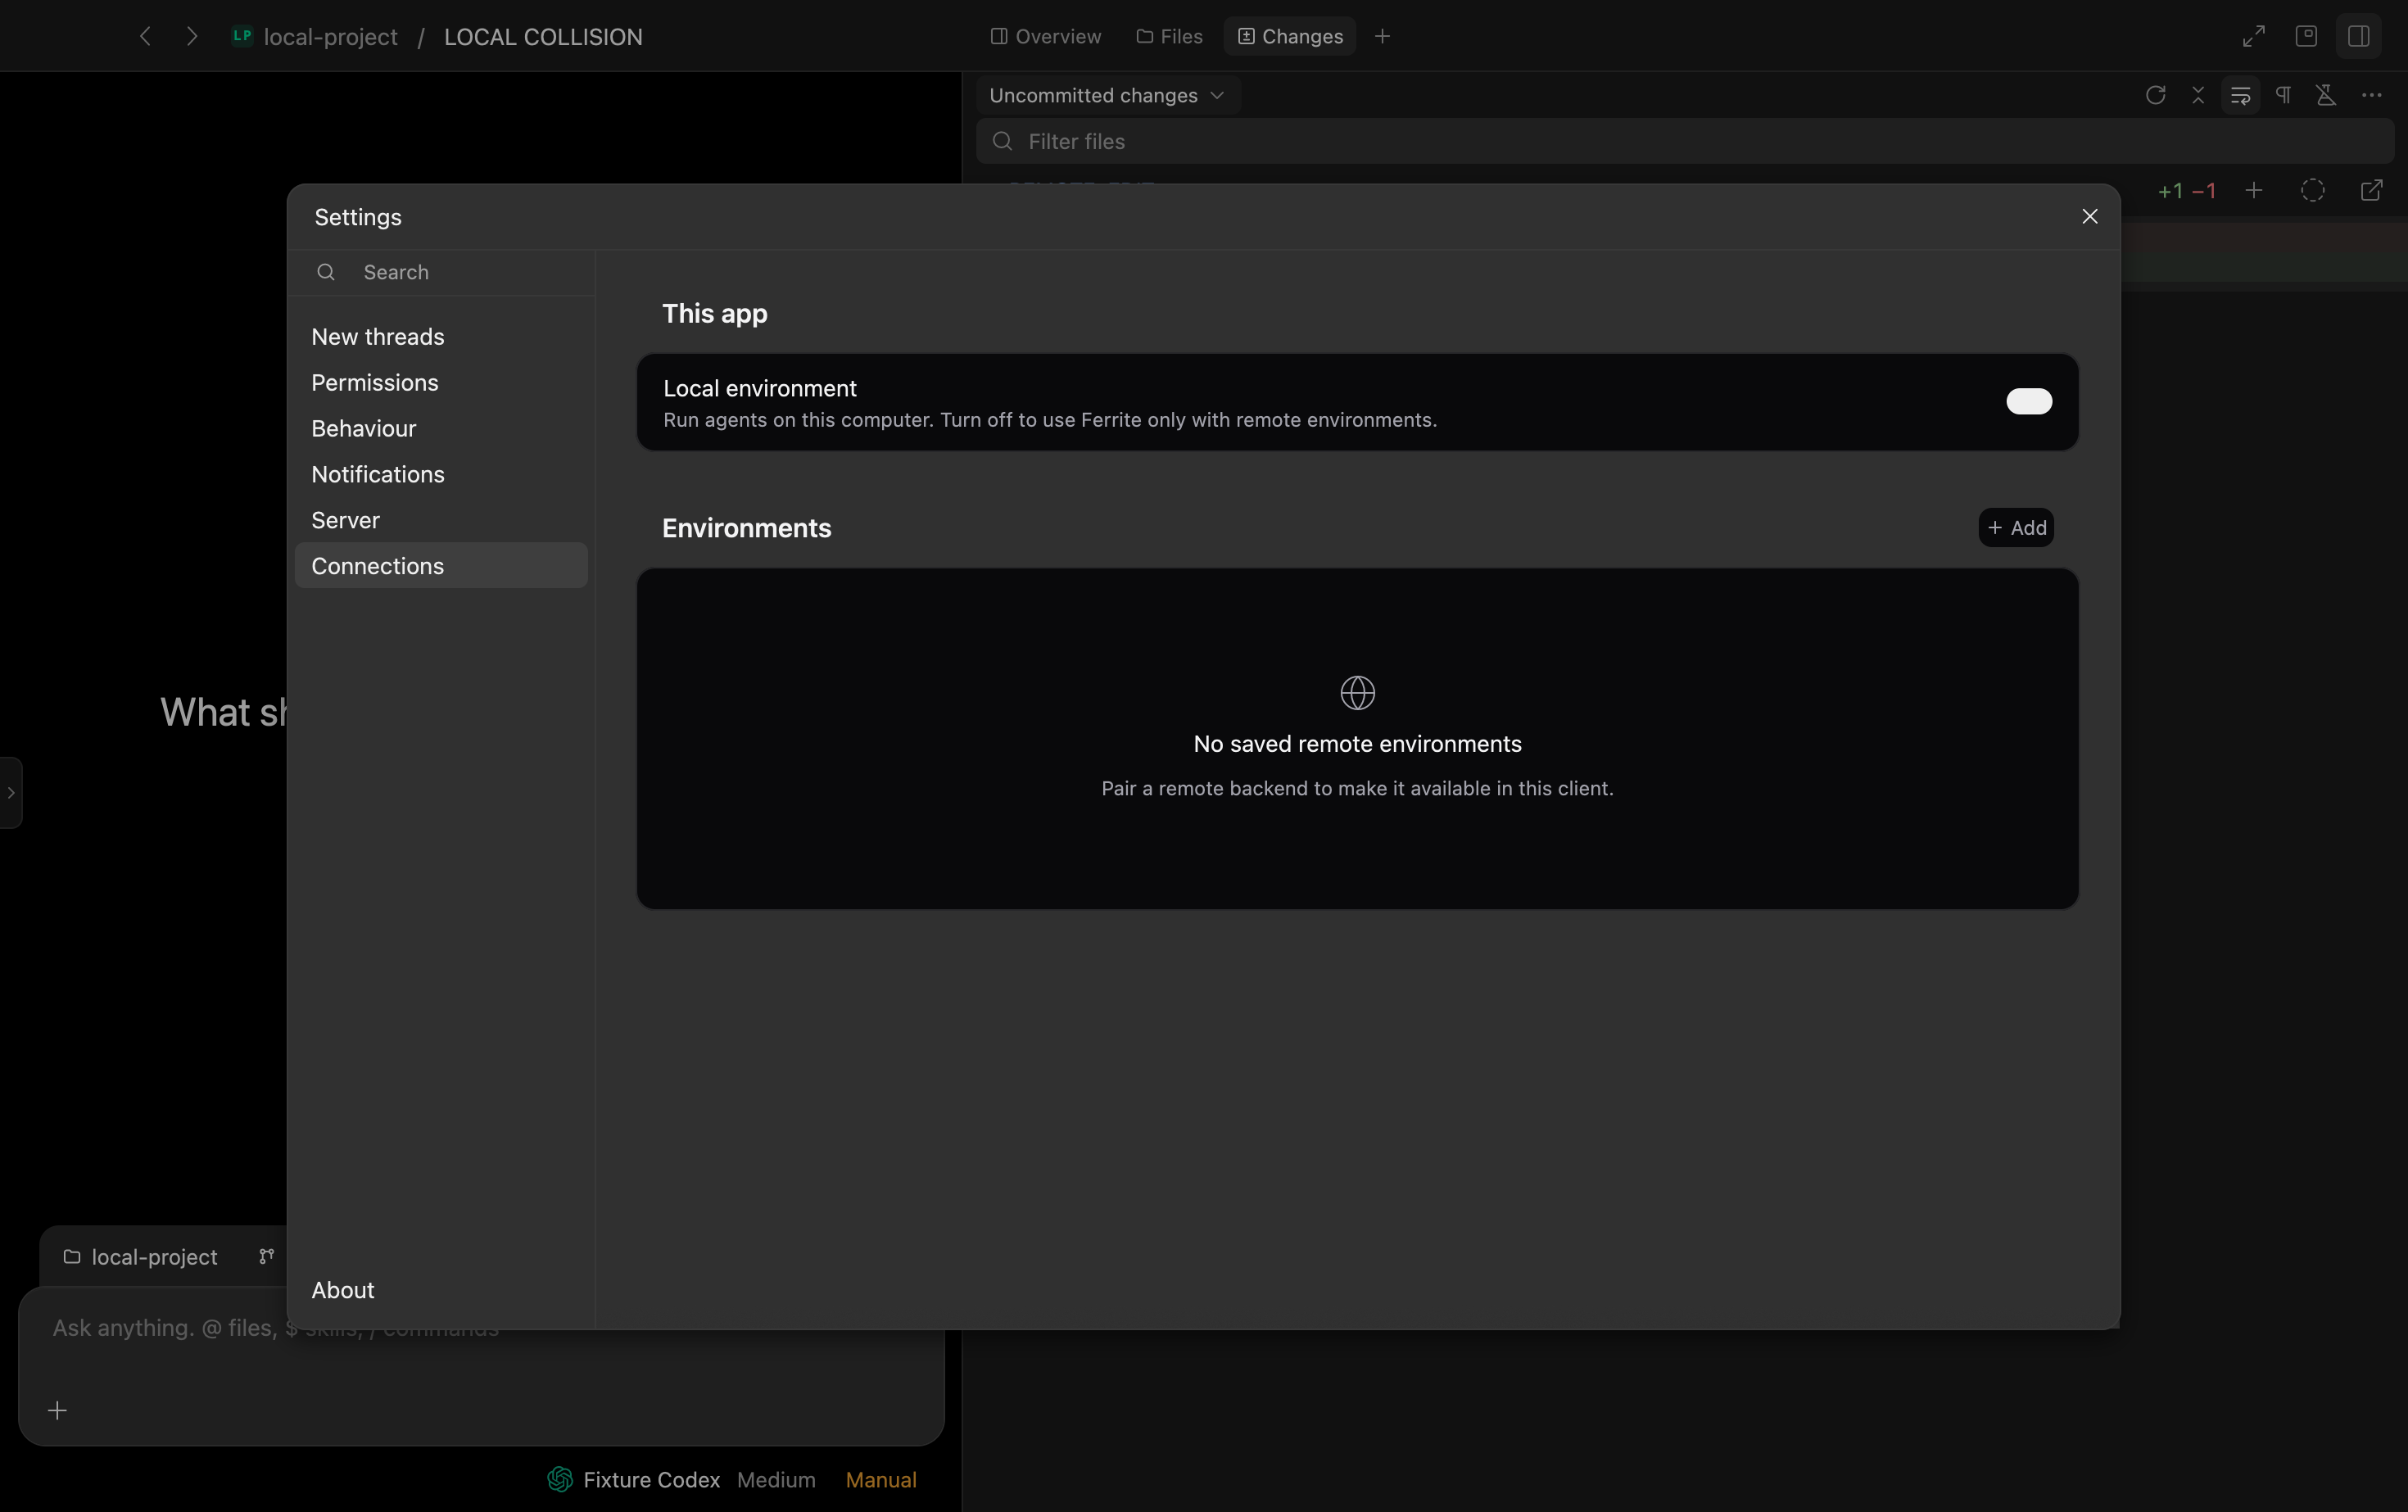 LP local-project / LOCAL COLLISION
Overview
Files
Changes
Uncommitted changes
Filter files
+1 −1
Settings
Search
New threads
Permissions
Behaviour
Notifications
Server
Connections
About
This app
Local environment
Run agents on this computer. Turn off to use Ferrite only with remote environments.
Environments
+ Add
No saved remote environments
Pair a remote backend to make it available in this client.
What sh
local-project
Ask anything. @ files, $ skills, / commands
Fixture Codex Medium Manual